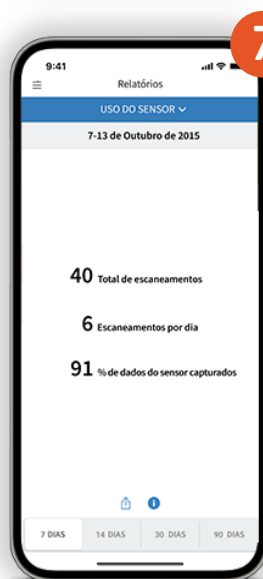 7
9:41
Relatórios
USO DO SENSOR
7-13 de Outubro de 2015
40 Total de escaneamentos
6 Escaneamentos por dia
91 % de dados do sensor capturados
7 DIAS 14 DIAS 30 DIAS 90 DIAS